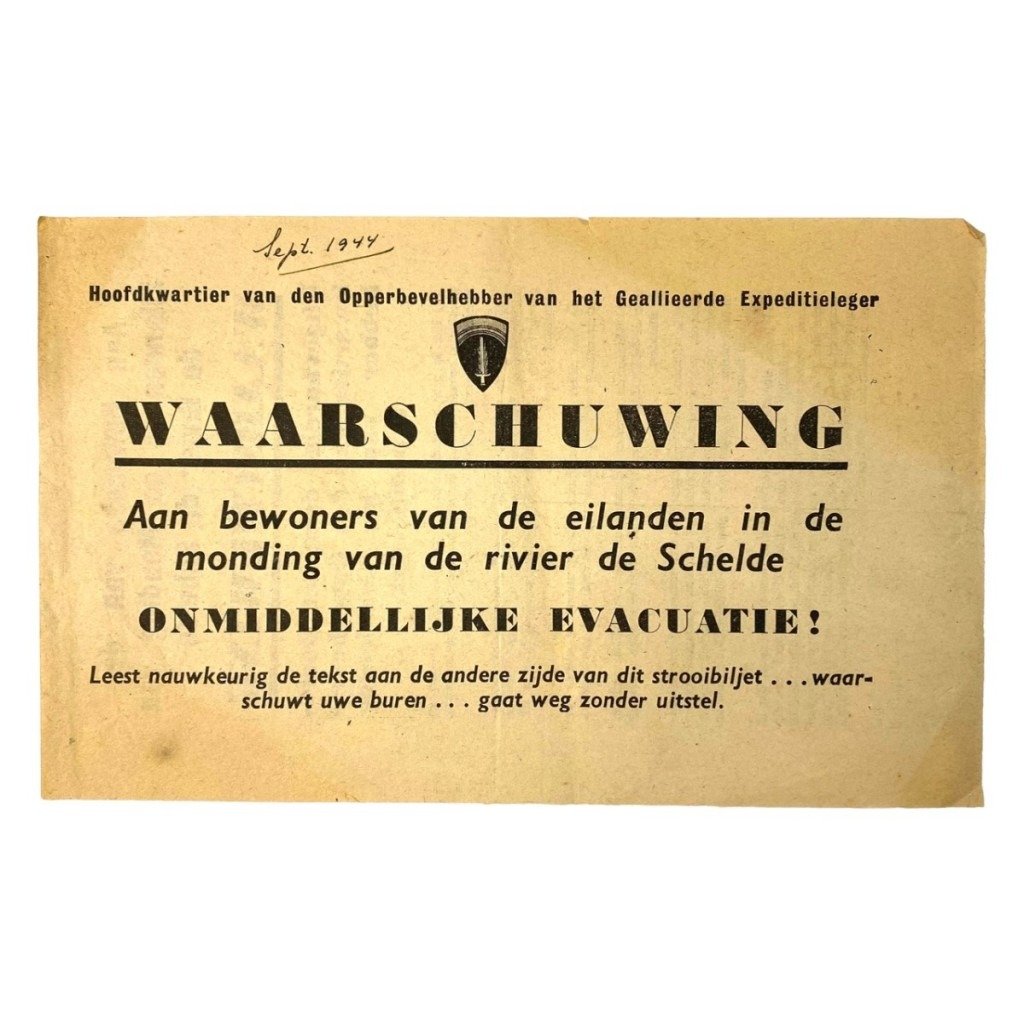 Sept. 1944
Hoofdkwartier van den Opperbevelhebber van het Geallieerde Expeditieleger
WAARSCHUWING
Aan bewoners van de eilanden in de
monding van de rivier de Schelde
ONMIDDELLIJKE EVACUATIE!
Leest nauwkeurig de tekst aan de andere zijde van dit strooibiljet ... waar-
schuwt uwe buren ... gaat weg zonder uitstel.